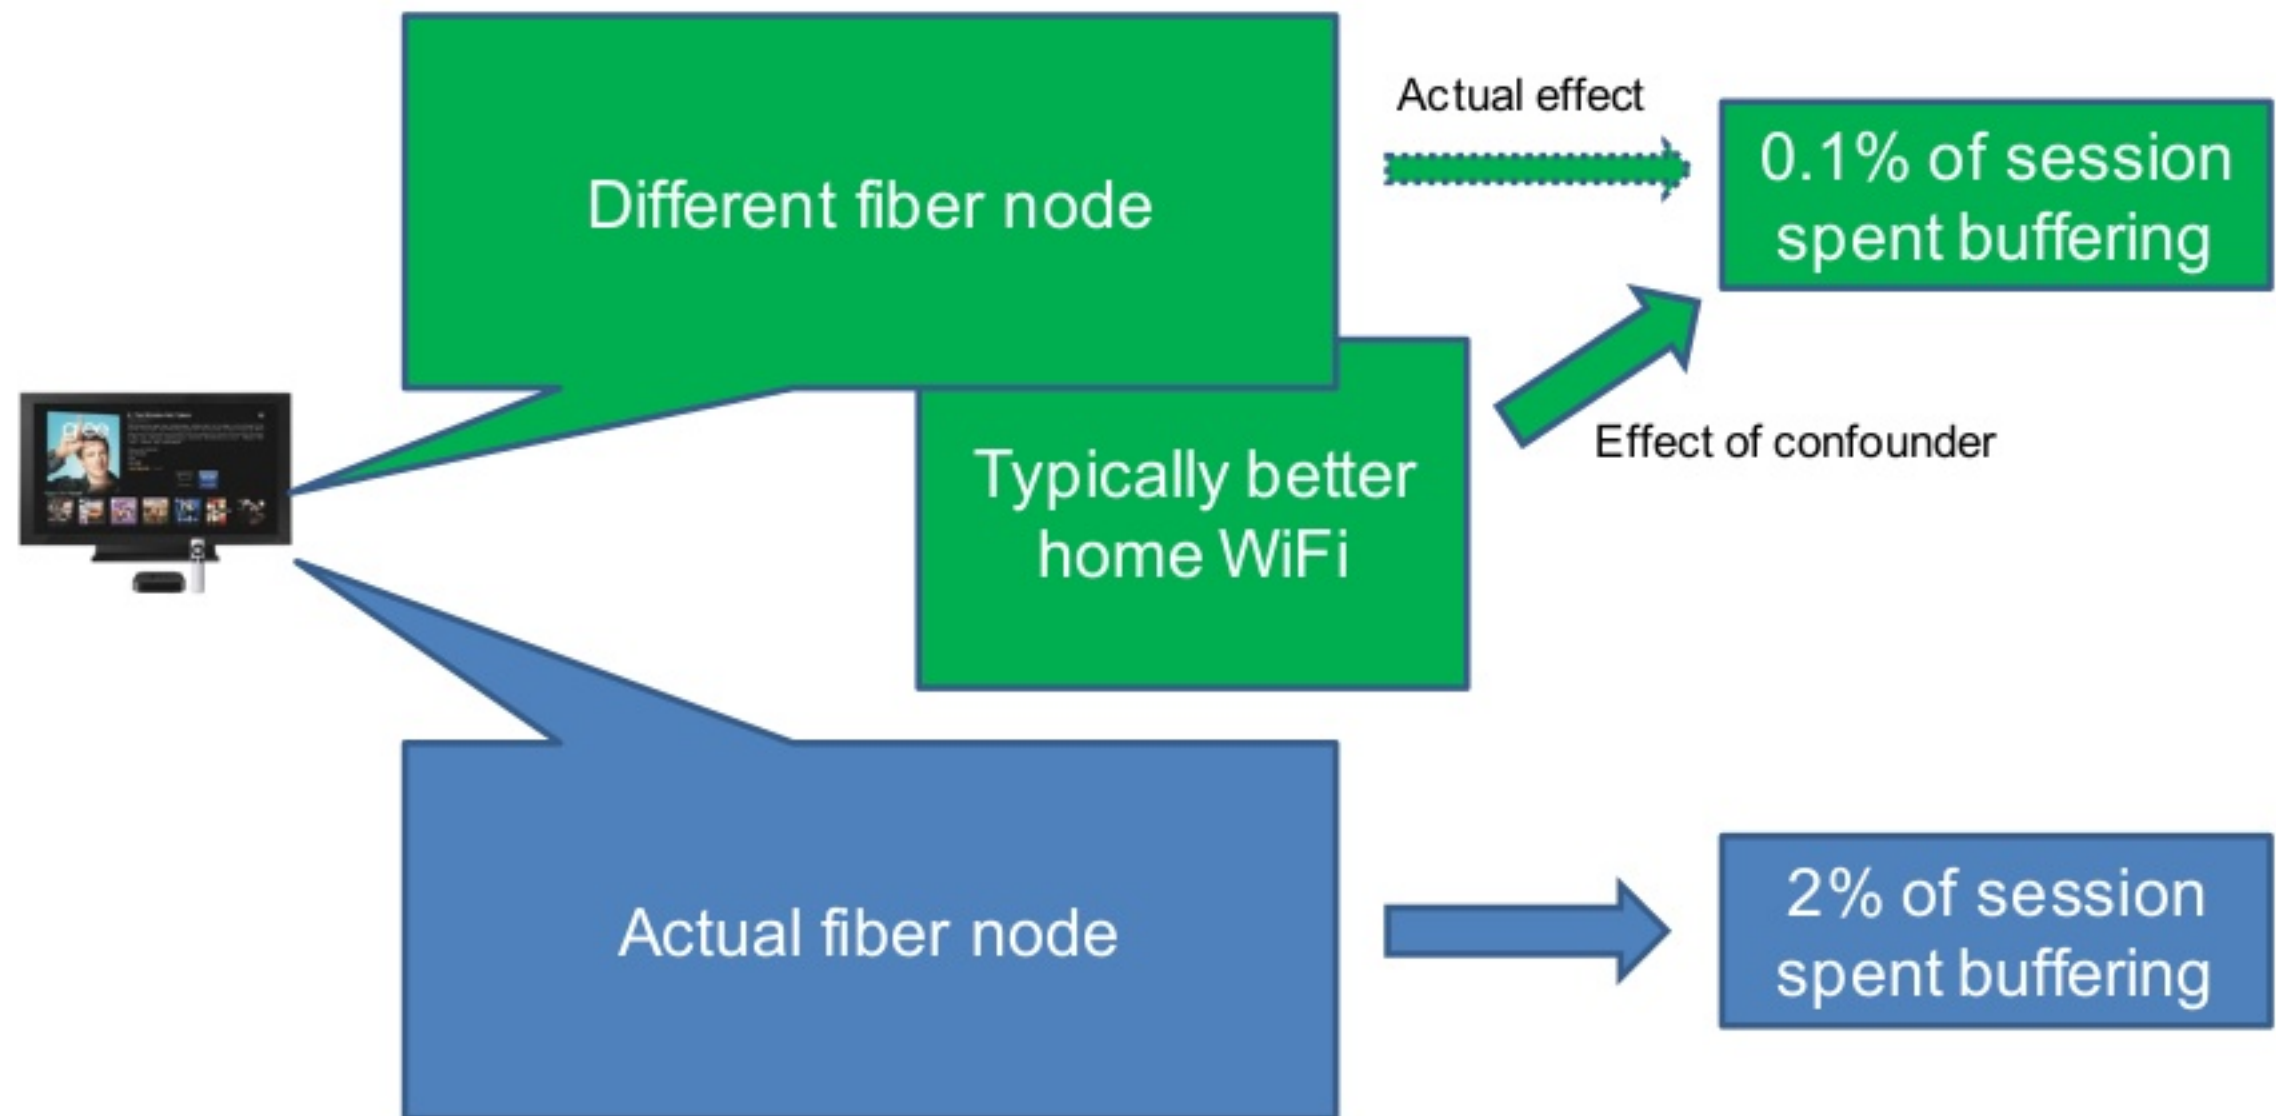 Different fiber node
Actual effect
0.1% of session
spent buffering
Typically better
home WiFi
Effect of confounder
glee
Actual fiber node
2% of session
spent buffering